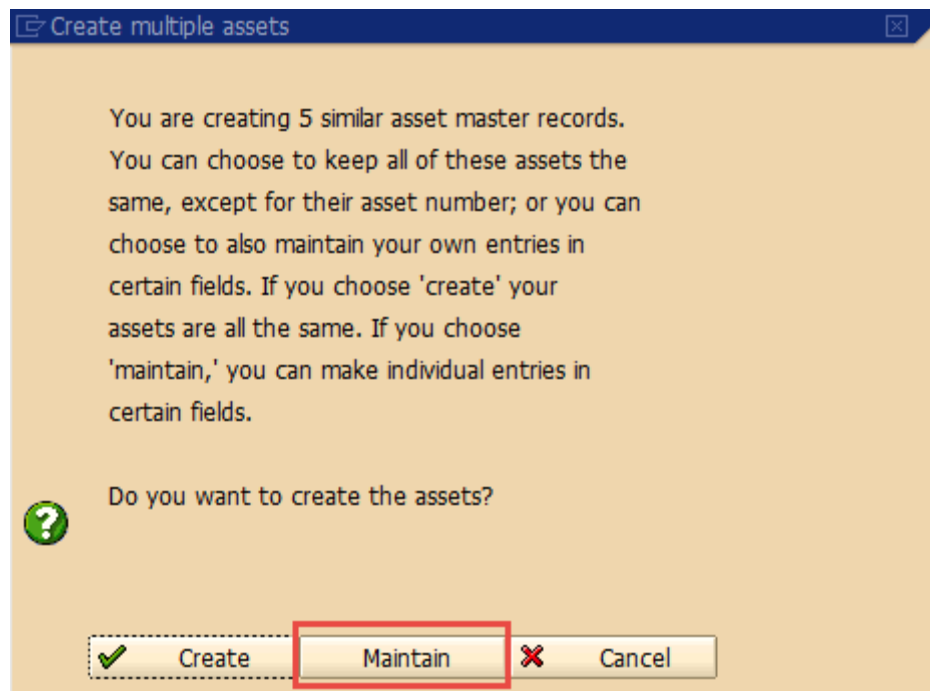 Create multiple assets
You are creating 5 similar asset master records.
You can choose to keep all of these assets the
same, except for their asset number; or you can
choose to also maintain your own entries in
certain fields. If you choose 'create' your
assets are all the same. If you choose
'maintain,' you can make individual entries in
certain fields.
Do you want to create the assets?
Create Maintain Cancel